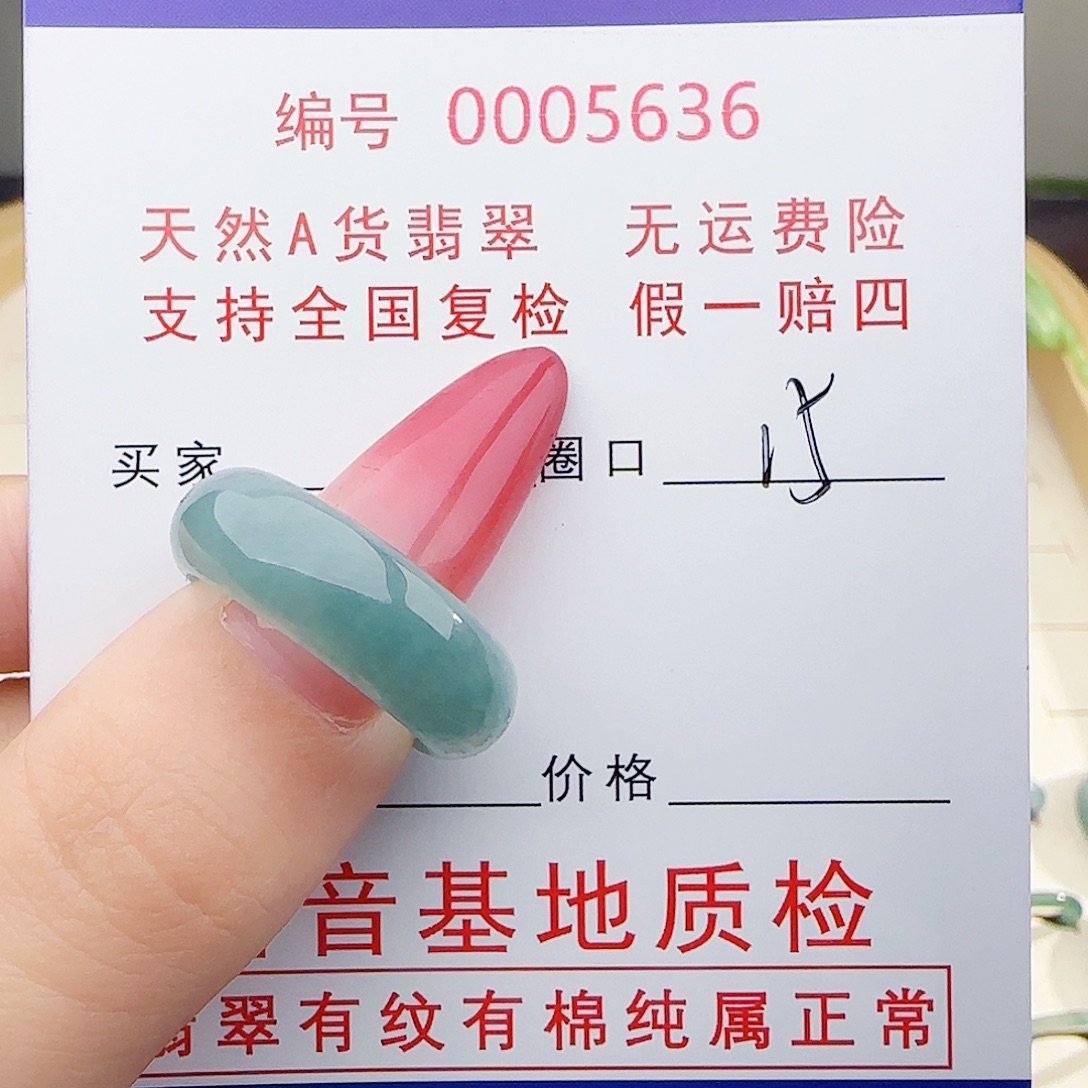 编号 0005636
天然A货翡翠 无运费险
支持全国复检 假一赔四
买家 圈口 15
价格
音基地质检
翡翠有纹有棉纯属正常